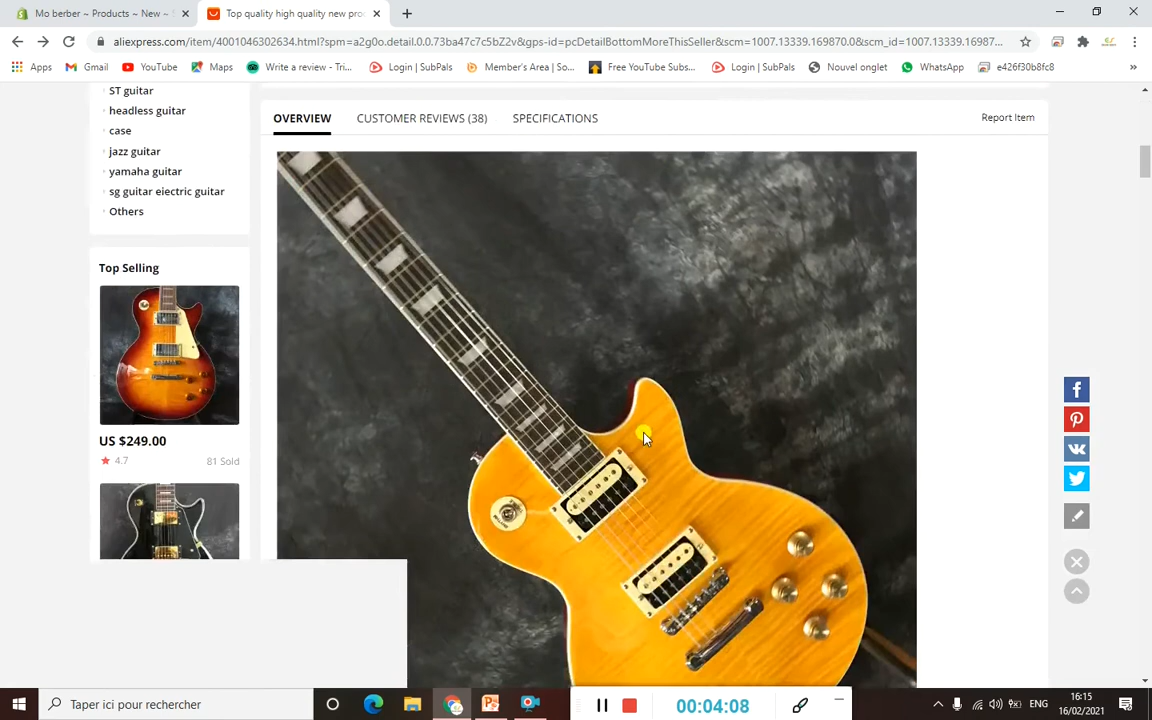 Mo berber ~ Products ~ New ~
Top quality high quality new pro
aliexpress.com/item/4001046302634.html?spm=a2g0o.detail.0.0.73ba47c7c5bZ2v&gps-id=pcDetailBottomMoreThisSeller&scm=1007.13339.169870.0&scm_id=1007.13339.16987...
Apps
Gmail
YouTube
Maps
Write a review - Tri...
Login | SubPals
Member's Area | So...
Free YouTube Subs...
Login | SubPals
Nouvel onglet
WhatsApp
e426f30b8fc8
»
ST guitar
headless guitar
case
jazz guitar
yamaha guitar
sg guitar eiectric guitar
Others
OVERVIEW
CUSTOMER REVIEWS (38)
SPECIFICATIONS
Report Item
Top Selling
US $249.00
4.7
81 Sold
Taper ici pour rechercher
00:04:08
ENG
16:15
16/02/2021